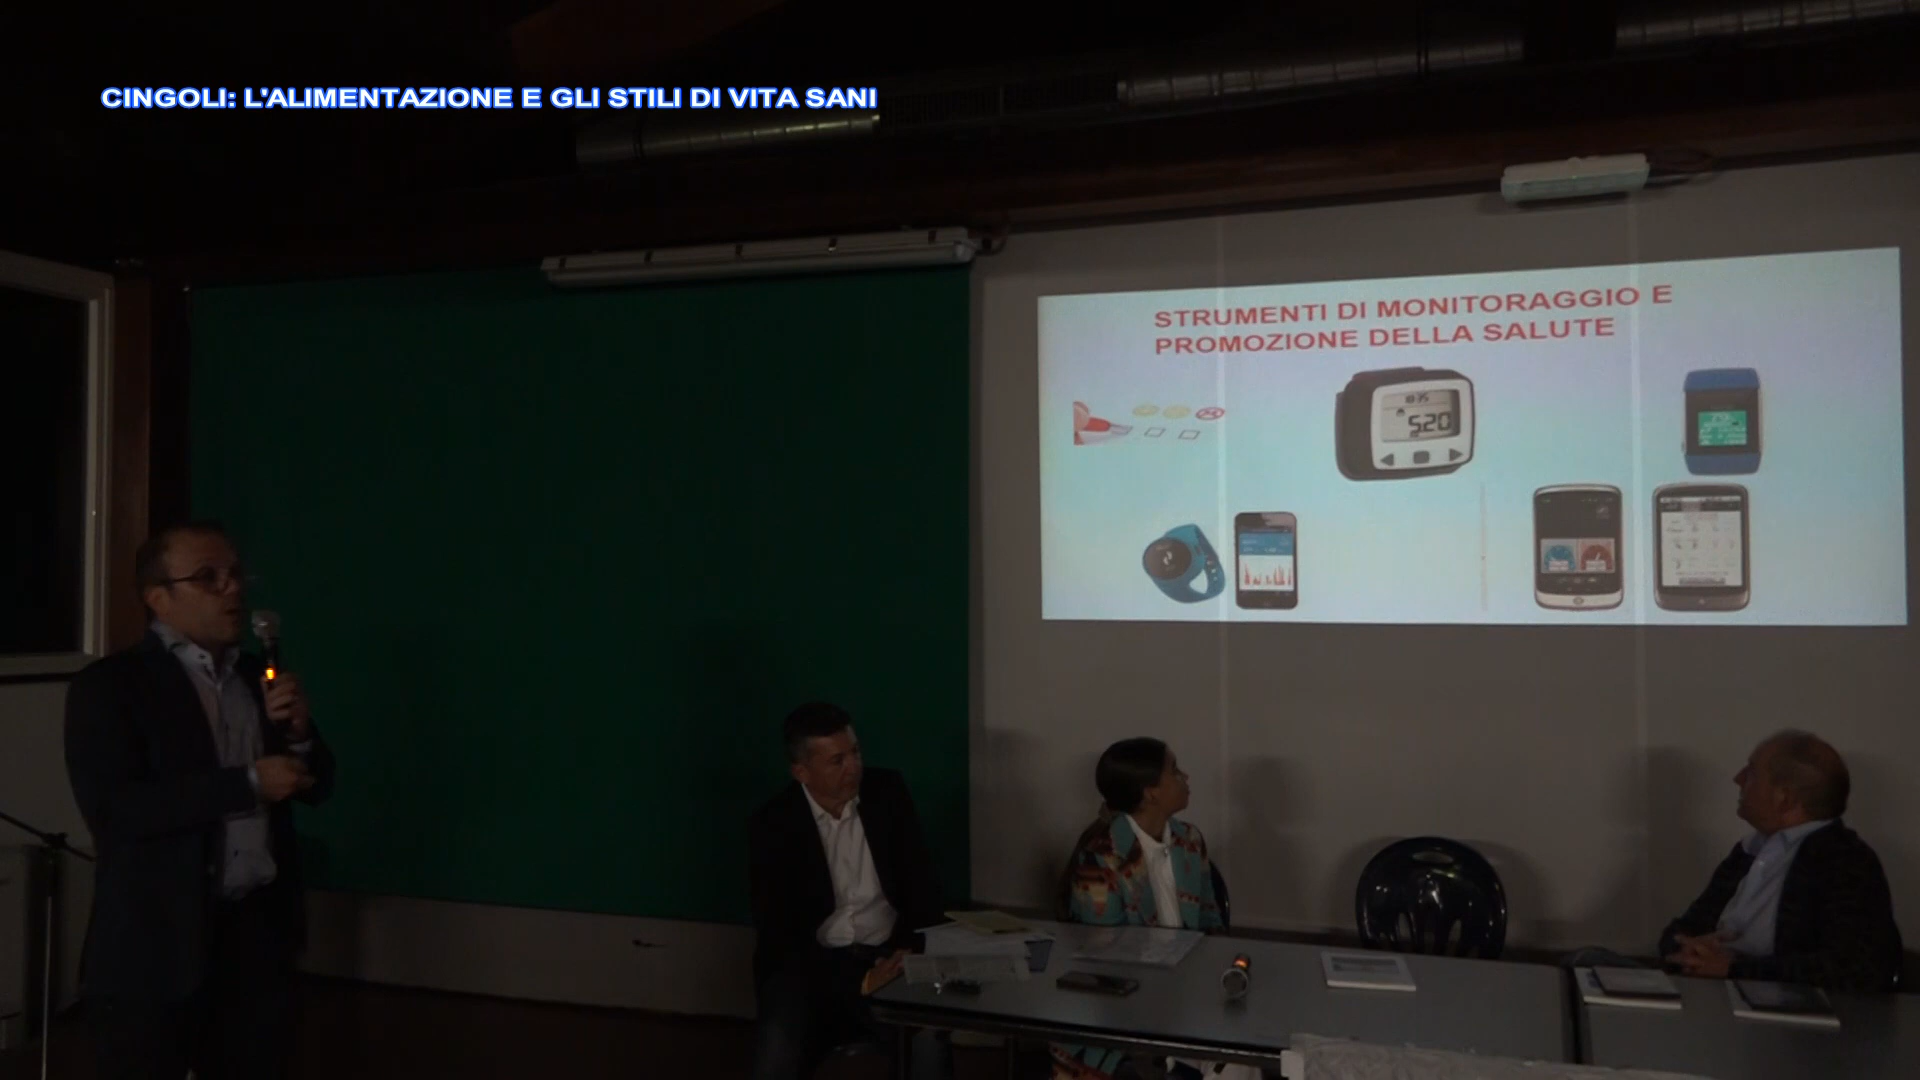 CINGOLI: L'ALIMENTAZIONE E GLI STILI DI VITA SANI
STRUMENTI DI MONITORAGGIO E
PROMOZIONE DELLA SALUTE
520